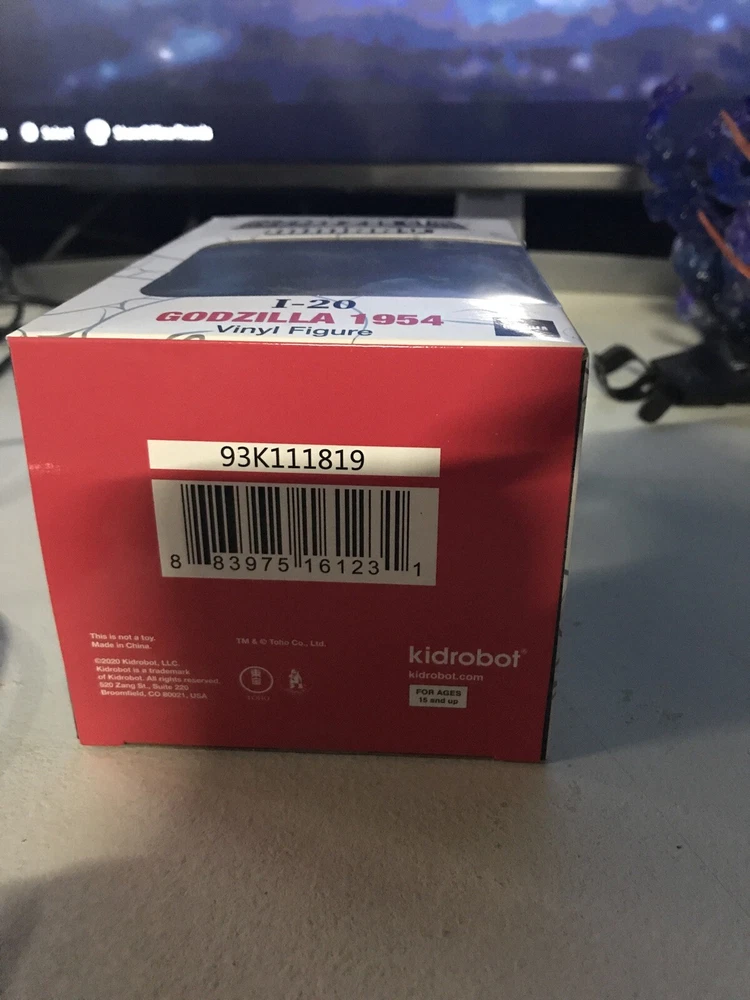 I-20
GODZILLA 1954
Vinyl Figure
93K111819
8 83975 16123 1
This is not a toy.
Made in China.
TM & © Toho Co., Ltd.
©2020 Kidrobot, LLC.
Kidrobot is a trademark
of Kidrobot. All rights reserved.
520 Zang St., Suite 220
Broomfield, CO 80021, USA
kidrobot®
kidrobot.com
FOR AGES
15 and up